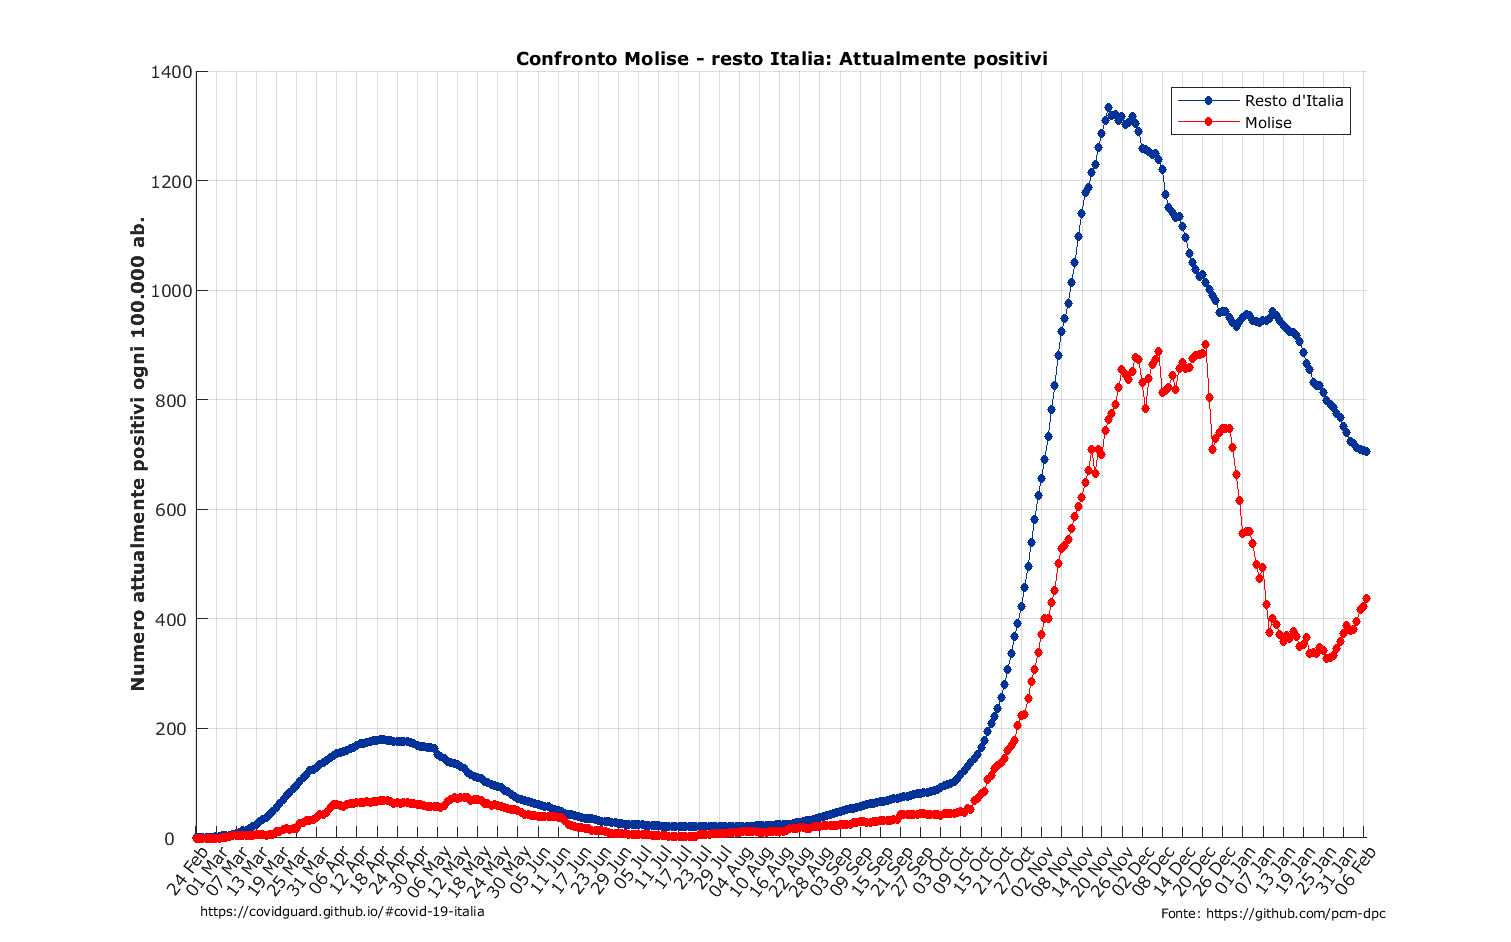 Confronto Molise - resto Italia: Attualmente positivi
1400
1200
1000
800
600
400
200
0
Numero attualmente positivi ogni 100.000 ab.
Resto d'Italia
Molise
24 Feb
01 Mar
07 Mar
13 Mar
19 Mar
25 Mar
31 Mar
06 Apr
12 Apr
18 Apr
24 Apr
30 Apr
06 May
12 May
18 May
24 May
30 May
05 Jun
11 Jun
17 Jun
23 Jun
29 Jun
05 Jul
11 Jul
17 Jul
23 Jul
29 Jul
04 Aug
10 Aug
16 Aug
22 Aug
28 Aug
03 Sep
09 Sep
15 Sep
21 Sep
27 Sep
03 Oct
09 Oct
15 Oct
21 Oct
27 Oct
02 Nov
08 Nov
14 Nov
20 Nov
26 Nov
02 Dec
08 Dec
14 Dec
20 Dec
26 Dec
01 Jan
07 Jan
13 Jan
19 Jan
25 Jan
31 Jan
06 Feb
https://covidguard.github.io/#covid-19-italia
Fonte: https://github.com/pcm-dpc